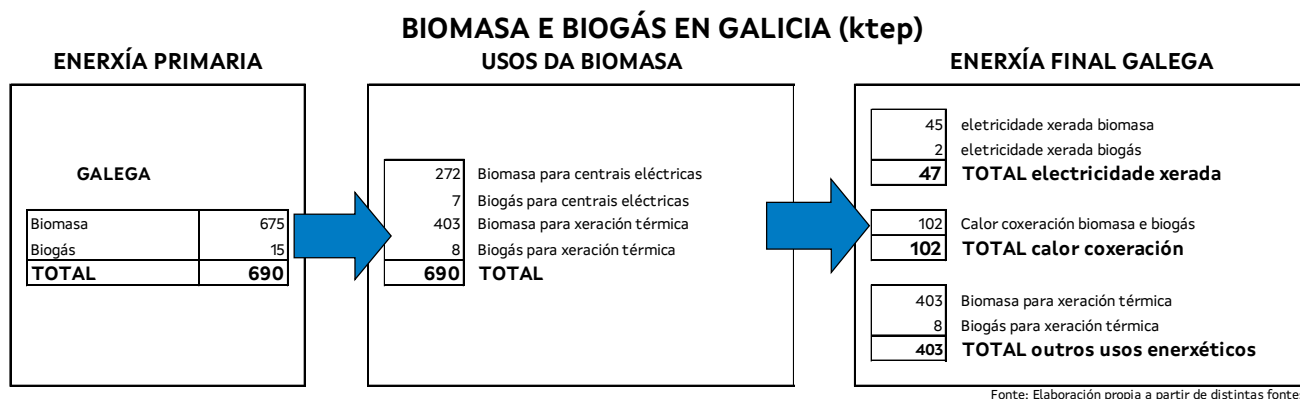 BIOMASA E BIOGÁS EN GALICIA (ktep)
ENERXÍA PRIMARIA
GALEGA
Biomasa 675
Biogás 15
TOTAL 690
USOS DA BIOMASA
272 Biomasa para centrais eléctricas
7 Biogás para centrais eléctricas
403 Biomasa para xeración térmica
8 Biogás para xeración térmica
690 TOTAL
ENERXÍA FINAL GALEGA
45 eletricidade xerada biomasa
2 eletricidade xerada biogás
47 TOTAL electricidade xerada
102 Calor coxeración biomasa e biogás
102 TOTAL calor coxeración
403 Biomasa para xeración térmica
8 Biogás para xeración térmica
403 TOTAL outros usos enerxéticos
Fonte: Elaboración propia a partir de distintas fontes